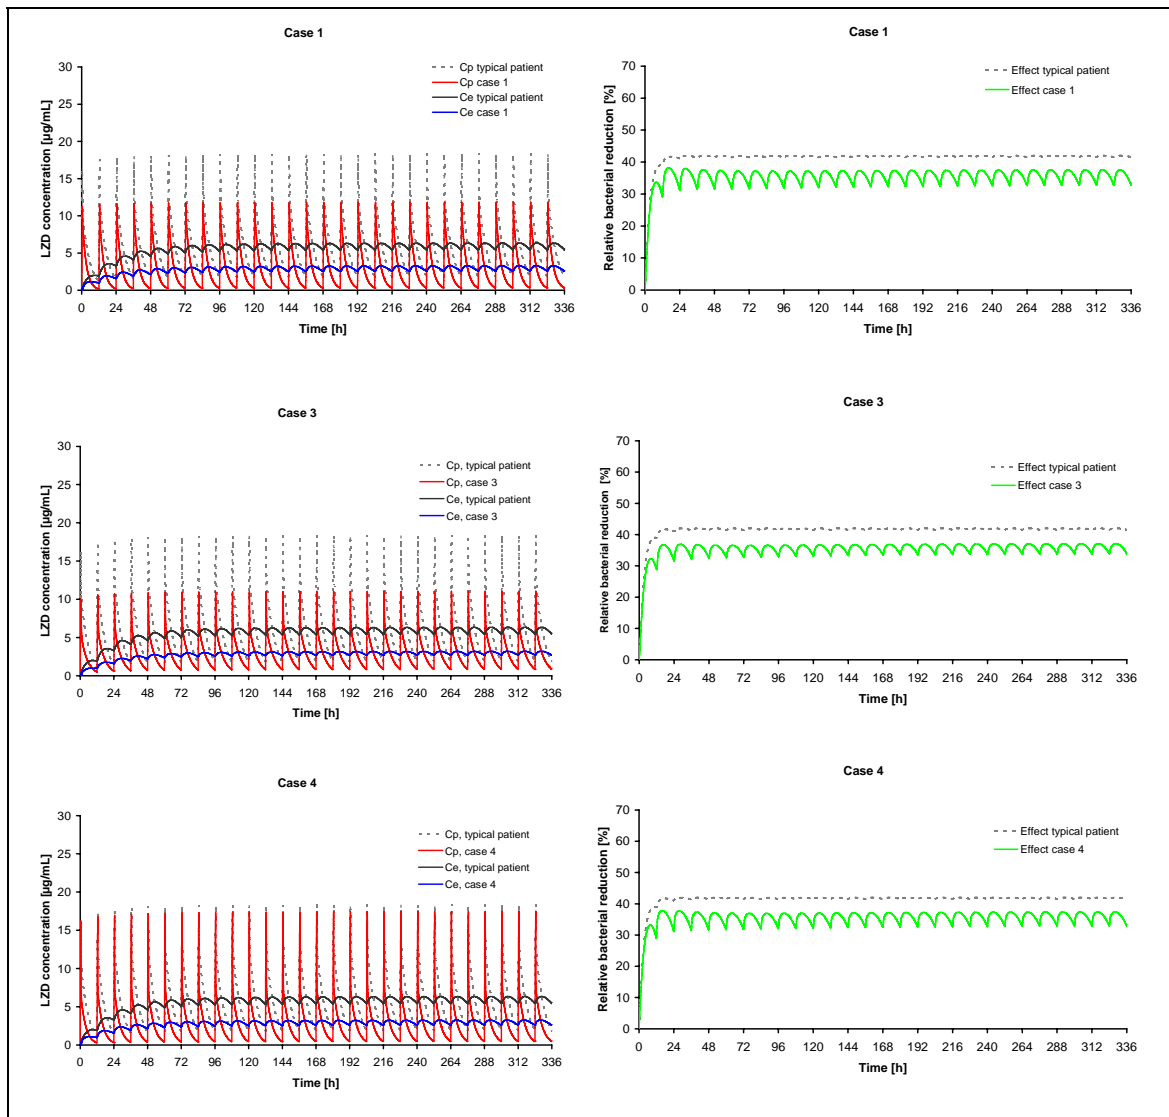 Case 1
LZD concentration [µg/mL]
30
25
20
15
10
5
0
Cp typical patient
Cp case 1
Ce typical patient
Ce case 1
0 24 48 72 96 120 144 168 192 216 240 264 288 312 336
Time [h]
Case 1
Relative bacterial reduction [%]
70
60
50
40
30
20
10
0
Effect typical patient
Effect case 1
0 24 48 72 96 120 144 168 192 216 240 264 288 312 336
Time [h]
Case 3
LZD concentration [µg/mL]
30
25
20
15
10
5
0
Cp, typical patient
Cp, case 3
Ce, typical patient
Ce, case 3
0 24 48 72 96 120 144 168 192 216 240 264 288 312 336
Time [h]
Case 3
Relative bacterial reduction [%]
70
60
50
40
30
20
10
0
Effect typical patient
Effect case 3
0 24 48 72 96 120 144 168 192 216 240 264 288 312 336
Time [h]
Case 4
LZD concentration [µg/mL]
30
25
20
15
10
5
0
Cp, typical patient
Cp, case 4
Ce, typical patient
Ce, case 4
0 24 48 72 96 120 144 168 192 216 240 264 288 312 336
Time [h]
Case 4
Relative bacterial reduction [%]
70
60
50
40
30
20
10
0
Effect typical patient
Effect case 4
0 24 48 72 96 120 144 168 192 216 240 264 288 312 336
Time [h]